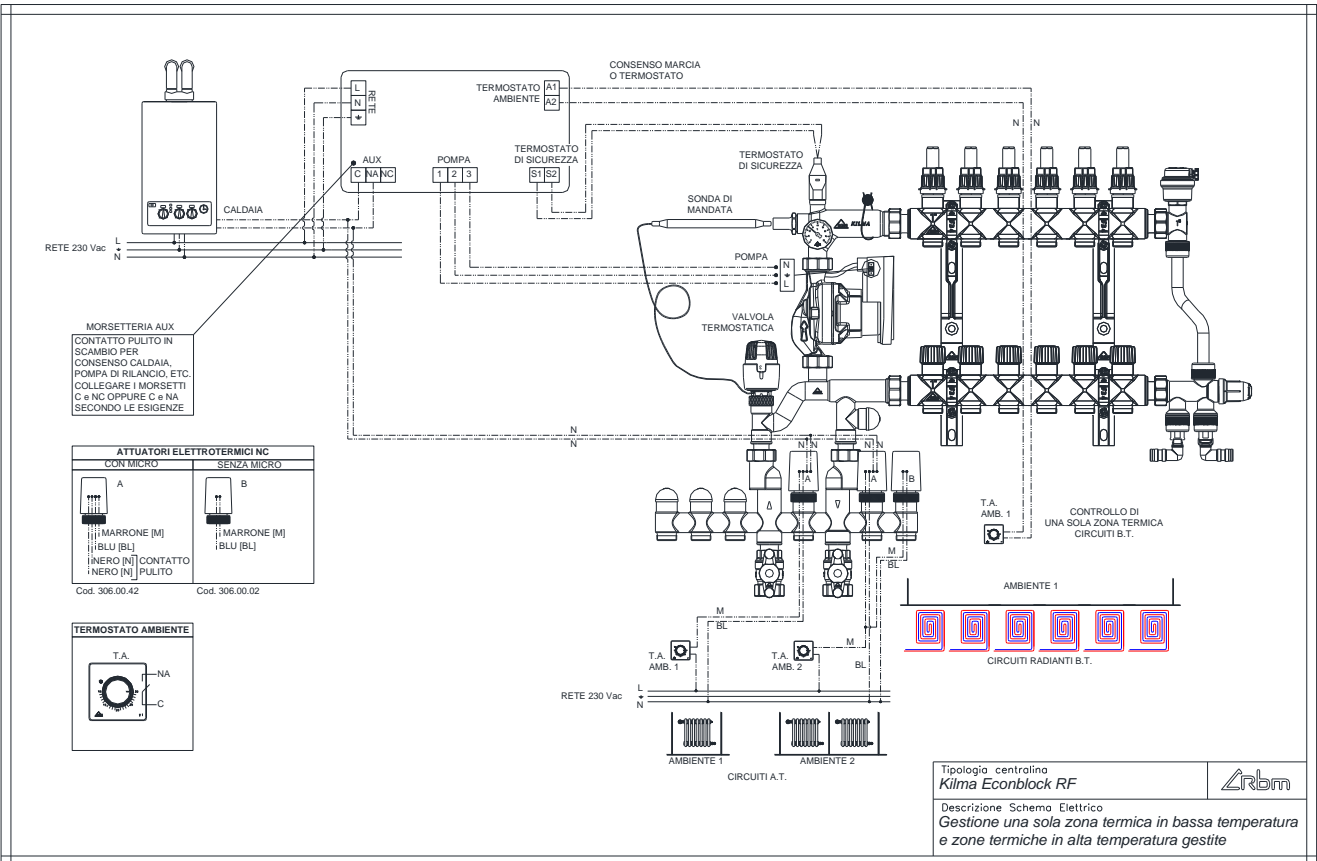 CONSENSO MARCIA
O TERMOSTATO
L
N
RETE
TERMOSTATO
AMBIENTE
A1
A2
AUX
C NA NC
POMPA
1 2 3
TERMOSTATO
DI SICUREZZA
S1 S2
N N
TERMOSTATO
DI SICUREZZA
CALDAIA
SONDA DI
MANDATA
KILMA
RETE 230 Vac
L
N
POMPA
N
L
VALVOLA
TERMOSTATICA
MORSETTERIA AUX
CONTATTO PULITO IN
SCAMBIO PER
CONSENSO CALDAIA,
POMPA DI RILANCIO, ETC.
COLLEGARE I MORSETTI
C e NC OPPURE C e NA
SECONDO LE ESIGENZE
N
N
N N
N N
A
A
B
ATTUATORI ELETTROTERMICI NC
CON MICRO
SENZA MICRO
A
B
MARRONE [M]
BLU [BL]
NERO [N]
NERO [N]
CONTATTO
PULITO
MARRONE [M]
BLU [BL]
Cod. 306.00.42
Cod. 306.00.02
T.A.
AMB. 1
CONTROLLO DI
UNA SOLA ZONA TERMICA
CIRCUITI B.T.
M
BL
AMBIENTE 1
CIRCUITI RADIANTI B.T.
TERMOSTATO AMBIENTE
T.A.
NA
C
M
BL
T.A.
AMB. 1
M
BL
T.A.
AMB. 2
RETE 230 Vac
L
N
AMBIENTE 1
AMBIENTE 2
CIRCUITI A.T.
Tipologia centralina
Kilma Econblock RF
Rbm
Descrizione Schema Elettrico
Gestione una sola zona termica in bassa temperatura
e zone termiche in alta temperatura gestite